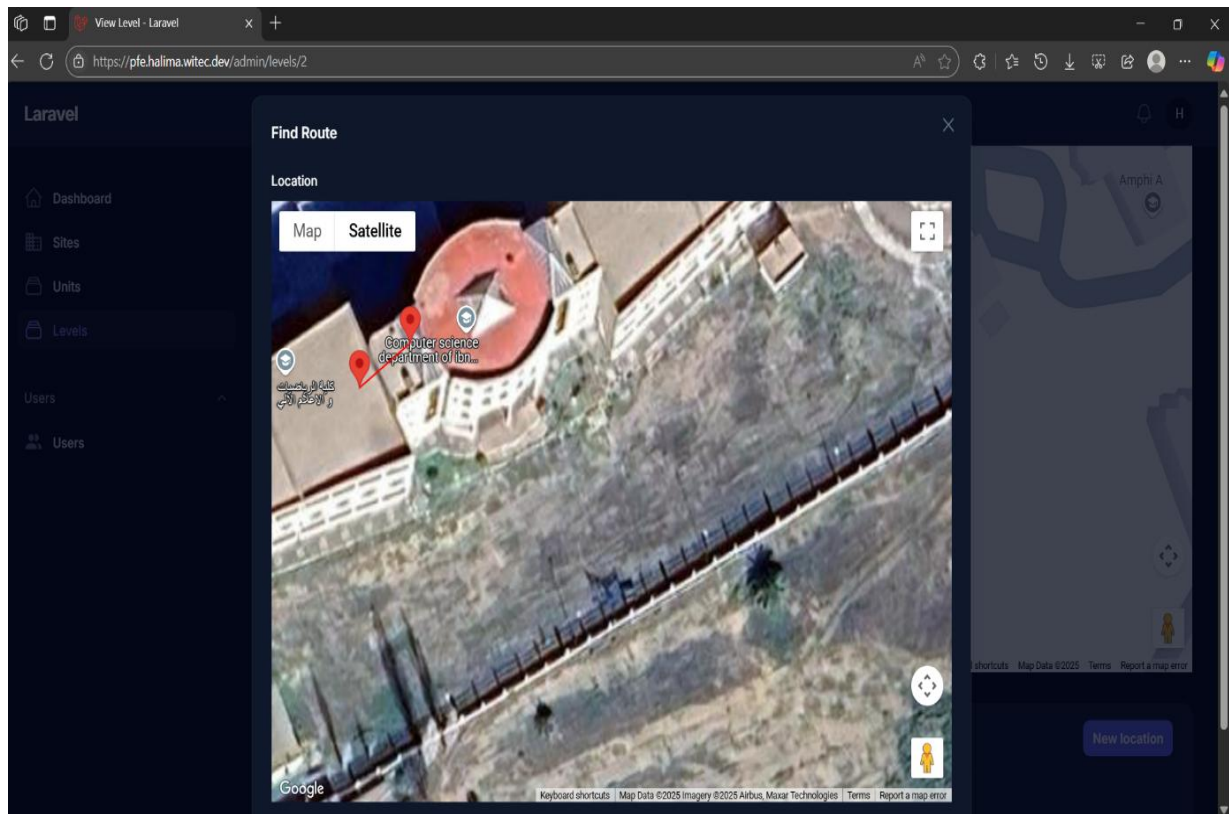 View Level - Laravel
https://pfe.halima.witec.dev/admin/levels/2
Laravel
H
Find Route
Location
Dashboard
Sites
Units
Levels
Users
Users
Map
Satellite
Computer science
department of ibn...
كلية الرياضيات
و الاعلام الآلي
Google
Keyboard shortcuts
Map Data ©2025 Imagery ©2025 Airbus, Maxar Technologies
Terms
Report a map error
Amphi A
shortcuts
Map Data ©2025
Terms
Report a map error
New location